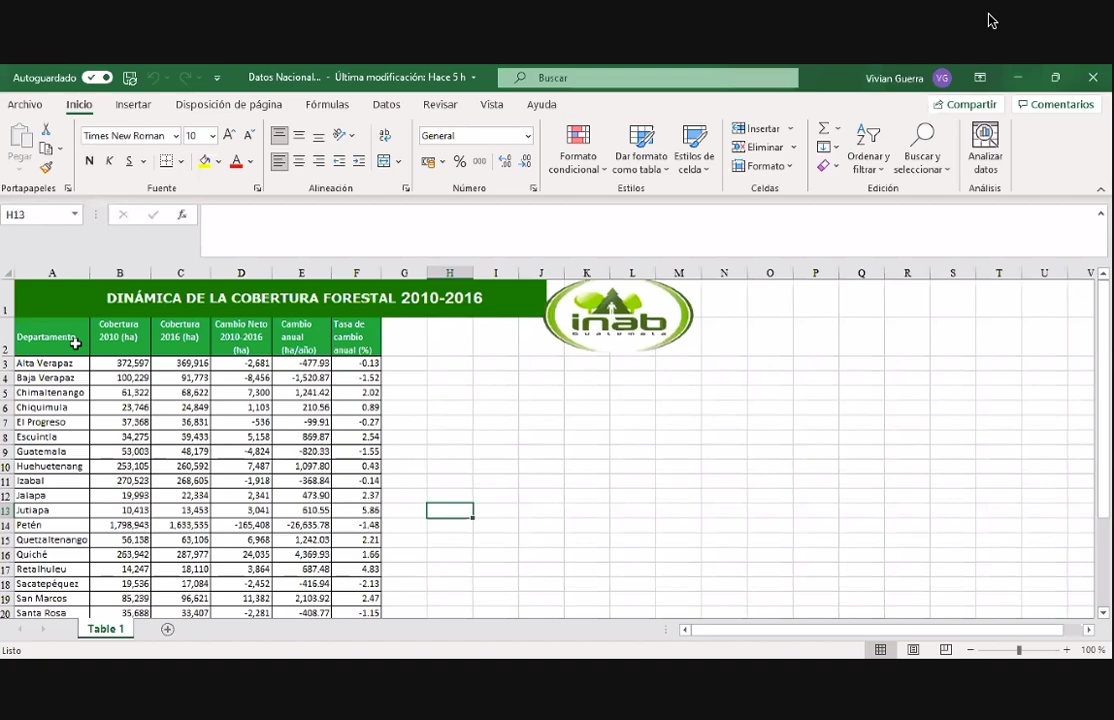 Autoguardado
Datos Nacional... · Última modificación: Hace 5 h
Buscar
Vivian Guerra VG
Archivo Inicio Insertar Disposición de página Fórmulas Datos Revisar Vista Ayuda
Compartir Comentarios
Times New Roman 10
General
Insertar
Eliminar
Formato
Pegar
N K S
% 000
Formato condicional
Dar formato como tabla
Estilos de celda
Ordenar y filtrar
Buscar y seleccionar
Analizar datos
Portapapeles Fuente Alineación Número Estilos Celdas Edición Análisis
H13 fx
A B C D E F G H I J K L M N O P Q R S T U V
1 DINÁMICA DE LA COBERTURA FORESTAL 2010-2016
inab
Guatemala
2 Departamento Cobertura 2010 (ha) Cobertura 2016 (ha) Cambio Neto 2010-2016 (ha) Cambio anual (ha/año) Tasa de cambio anual (%)
3 Alta Verapaz 372,597 369,916 -2,681 -477.93 -0.13
4 Baja Verapaz 100,229 91,773 -8,456 -1,520.87 -1.52
5 Chimaltenango 61,322 68,622 7,300 1,241.42 2.02
6 Chiquimula 23,746 24,849 1,103 210.56 0.89
7 El Progreso 37,368 36,831 -536 -99.91 -0.27
8 Escuintla 34,275 39,433 5,158 869.87 2.54
9 Guatemala 53,003 48,179 -4,824 -820.33 -1.55
10 Huehuetenang 253,105 260,592 7,487 1,097.80 0.43
11 Izabal 270,523 268,605 -1,918 -368.84 -0.14
12 Jalapa 19,993 22,334 2,341 473.90 2.37
13 Jutiapa 10,413 13,453 3,041 610.55 5.86
14 Petén 1,798,943 1,633,535 -165,408 -26,635.78 -1.48
15 Quetzaltenango 56,138 63,106 6,968 1,242.03 2.21
16 Quiché 263,942 287,977 24,035 4,369.93 1.66
17 Retalhuleu 14,247 18,110 3,864 687.48 4.83
18 Sacatepéquez 19,536 17,084 -2,452 -416.94 -2.13
19 San Marcos 85,239 96,621 11,382 2,103.92 2.47
20 Santa Rosa 35,688 33,407 -2,281 -408.77 -1.15
Table 1
Listo
100 %